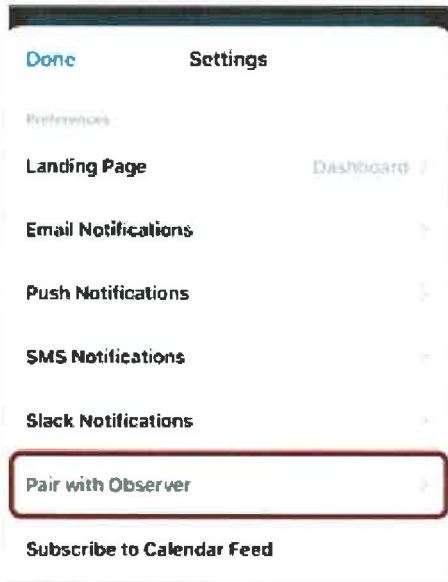 Done Settings
Preferences
Landing Page Dashboard
Email Notifications
Push Notifications
SMS Notifications
Slack Notifications
Pair with Observer
Subscribe to Calendar Feed